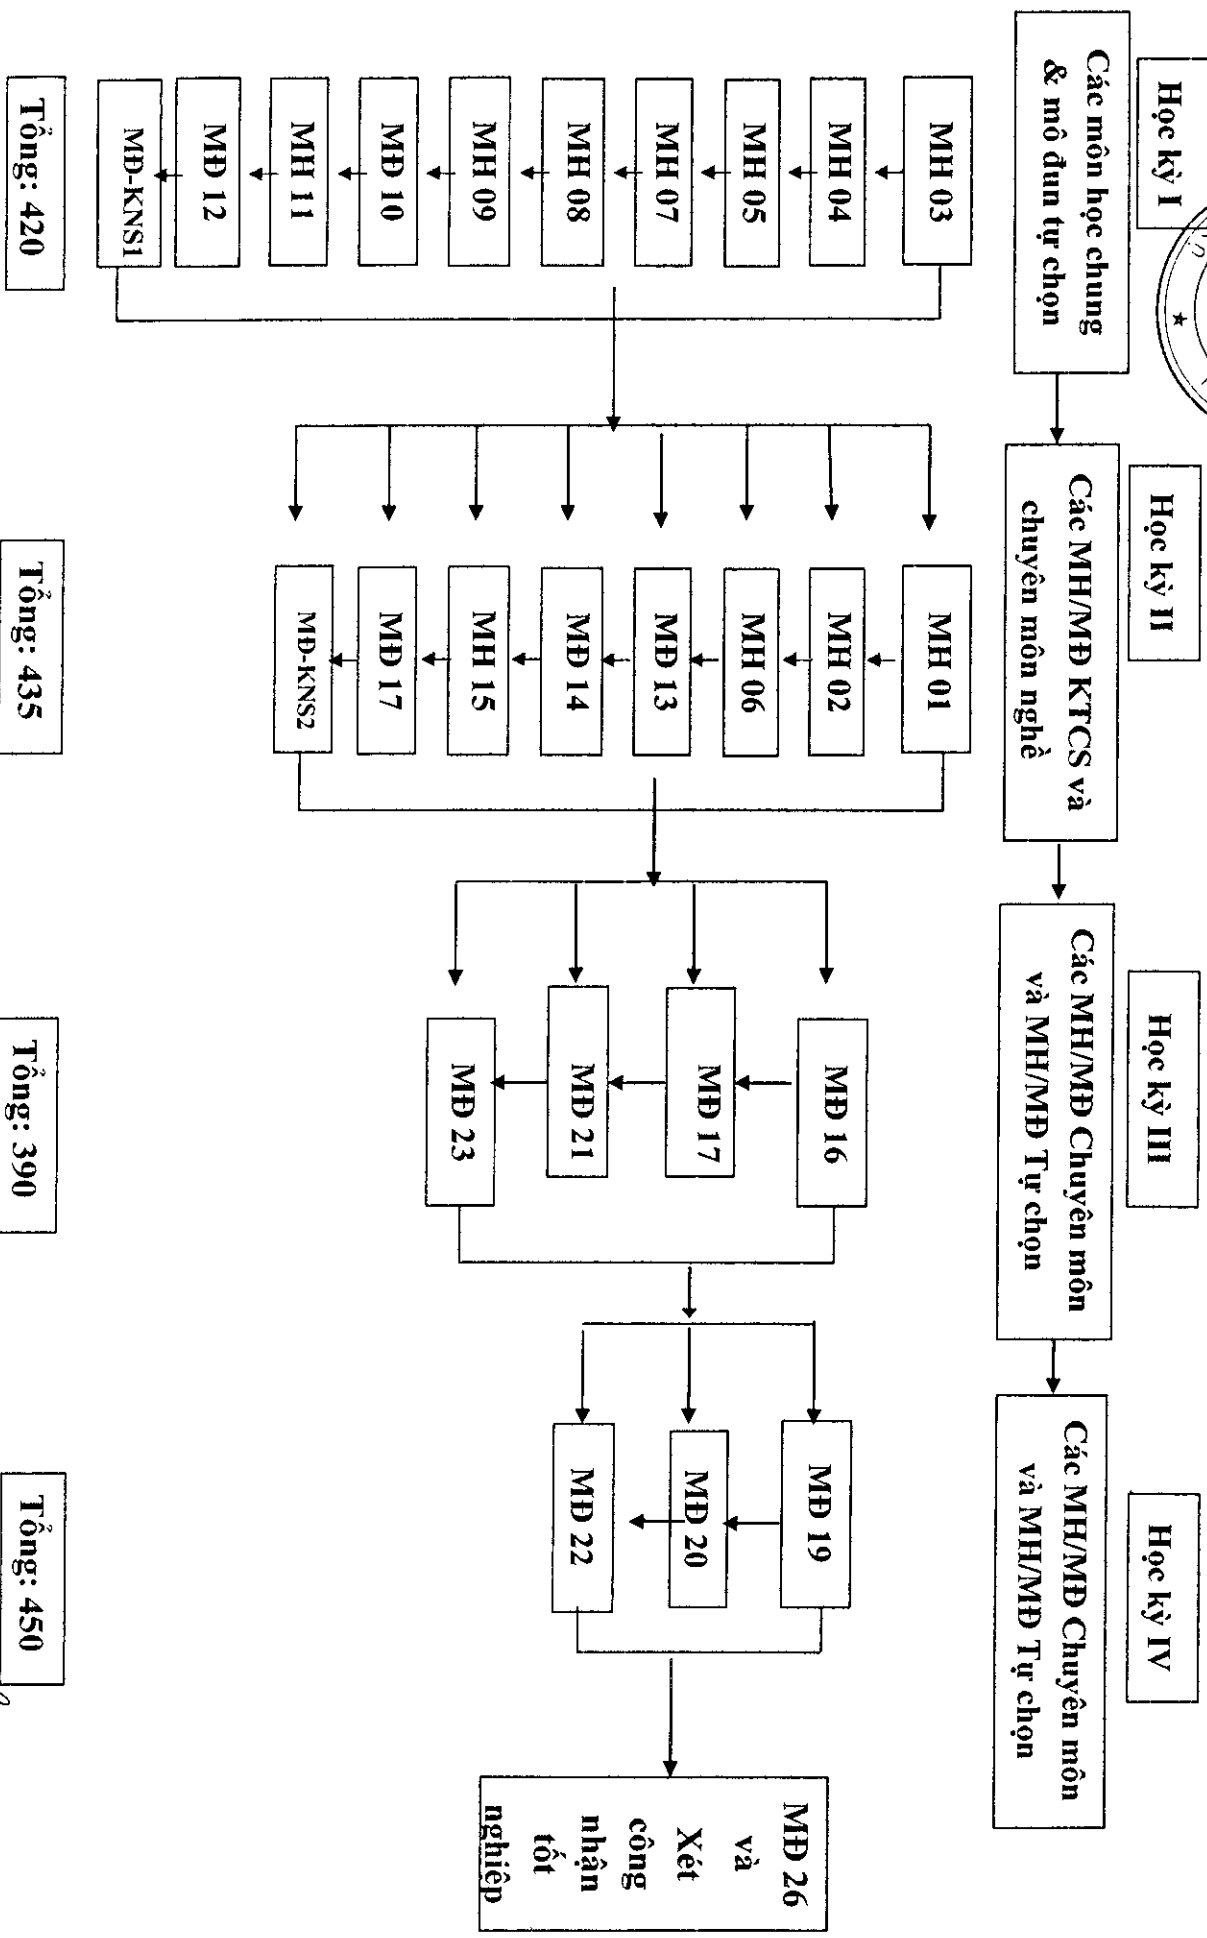 Học kỳ I
Học kỳ II
Học kỳ III
Học kỳ IV
Các môn học chung
& mô đun tự chọn
Các MH/MĐ KTCS và
chuyên môn nghề
Các MH/MĐ Chuyên môn
và MH/MĐ Tự chọn
Các MH/MĐ Chuyên môn
và MH/MĐ Tự chọn
MH 03
MH 04
MH 05
MH 07
MH 08
MH 09
MĐ 10
MH 11
MĐ 12
MĐ-KNS1
MH 01
MH 02
MH 06
MĐ 13
MĐ 14
MH 15
MĐ 17
MĐ-KNS2
MĐ 16
MĐ 17
MĐ 21
MĐ 23
MĐ 19
MĐ 20
MĐ 22
MĐ 26
và
Xét
công
nhận
tốt
nghiệp
Tổng: 420
Tổng: 435
Tổng: 390
Tổng: 450